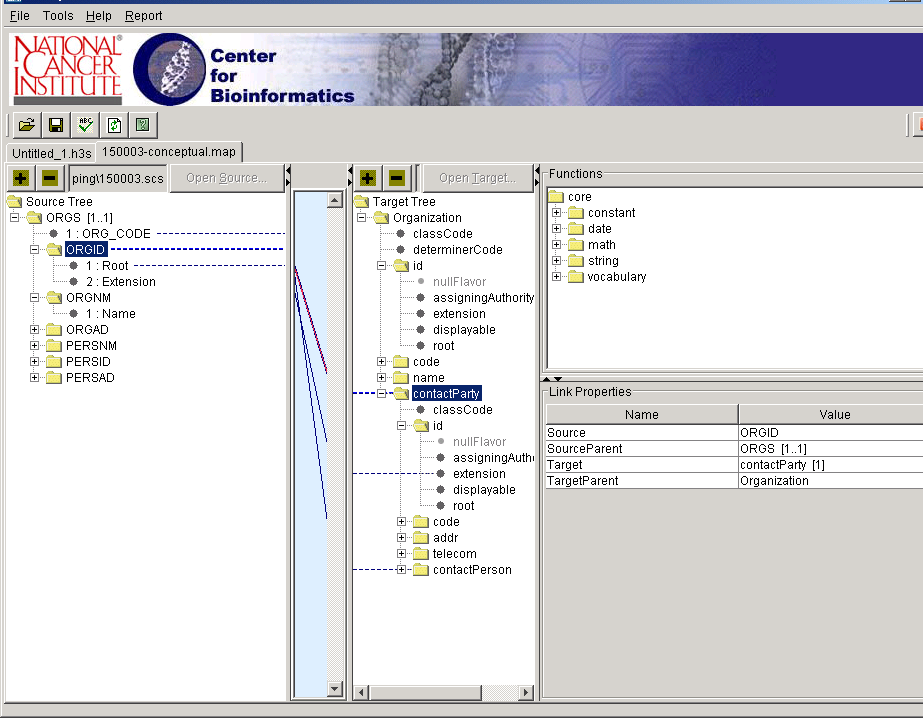 File Tools Help Report
NATIONAL
CANCER
INSTITUTE
®
Center
for
Bioinformatics
ABC
?
Untitled_1.h3s
150003-conceptual.map
ping\150003.scs
Open Source...
Source Tree
ORGS [1..1]
1 : ORG_CODE
ORGID
1 : Root
2 : Extension
ORGNM
1 : Name
ORGAD
PERSNM
PERSID
PERSAD
Open Target...
Target Tree
Organization
classCode
determinerCode
id
nullFlavor
assigningAuthority
extension
displayable
root
code
name
contactParty
classCode
id
nullFlavor
assigningAuth
extension
displayable
root
code
addr
telecom
contactPerson
Functions
core
constant
date
math
string
vocabulary
Link Properties
Name Value
Source ORGID
SourceParent ORGS [1..1]
Target contactParty [1]
TargetParent Organization